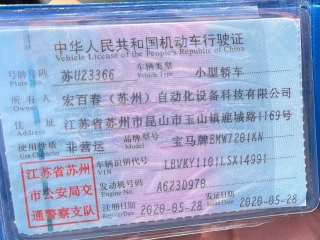 中华人民共和国机动车行驶证
Vehicle License of the People's Republic of China
号牌号码 苏U23366 车辆类型 小型轿车
Plate No. Vehicle Type
所有人 宏百春（苏州）自动化设备科技有限公司
Owner
住址 江苏省苏州市昆山市玉山镇鹿城路1169号
Address
使用性质 非营运 品牌型号 宝马牌BMW7201KN
Use Character Model
江苏省苏州
市公安局交
通警察支队
车辆识别代号
VIN
发动机号码 A623D978
Engine No.
注册日期 2020-05-28 发证日期 2020-05-28
Register Date Issue Date